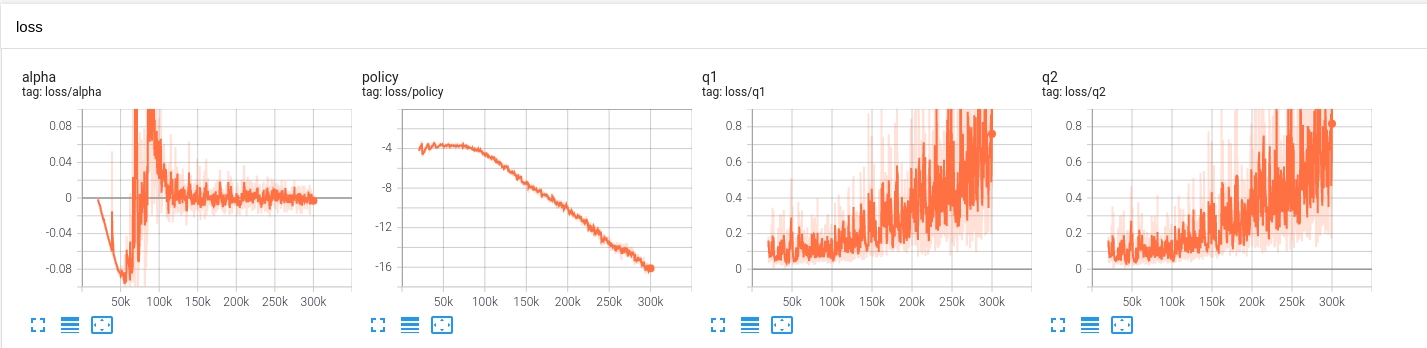 loss
alpha
tag: loss/alpha
0.08
0.04
0
-0.04
-0.08
50k 100k 150k 200k 250k 300k
policy
tag: loss/policy
-4
-8
-12
-16
50k 100k 150k 200k 250k 300k
q1
tag: loss/q1
0.8
0.6
0.4
0.2
0
50k 100k 150k 200k 250k 300k
q2
tag: loss/q2
0.8
0.6
0.4
0.2
0
50k 100k 150k 200k 250k 300k